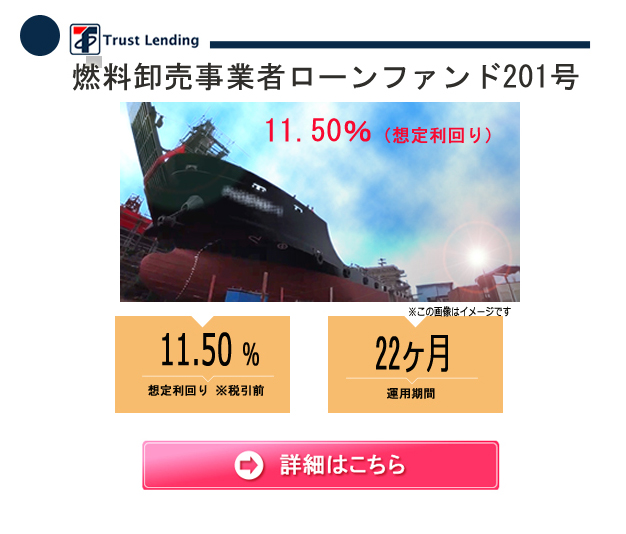 Trust Lending
燃料卸売事業者ローンファンド201号
11.50%（想定利回り）
※この画像はイメージです
11.50 %
想定利回り ※税引前
22ヶ月
運用期間
詳細はこちら